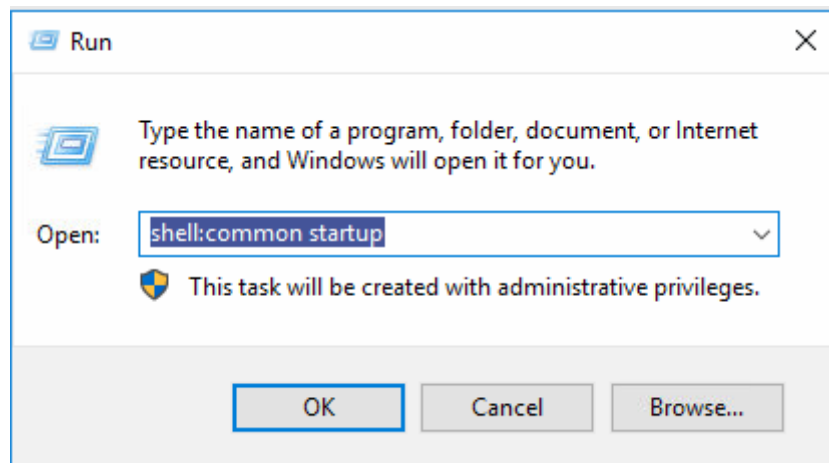 Run
Type the name of a program, folder, document, or Internet
resource, and Windows will open it for you.
Open: shell:common startup
This task will be created with administrative privileges.
OK Cancel Browse...